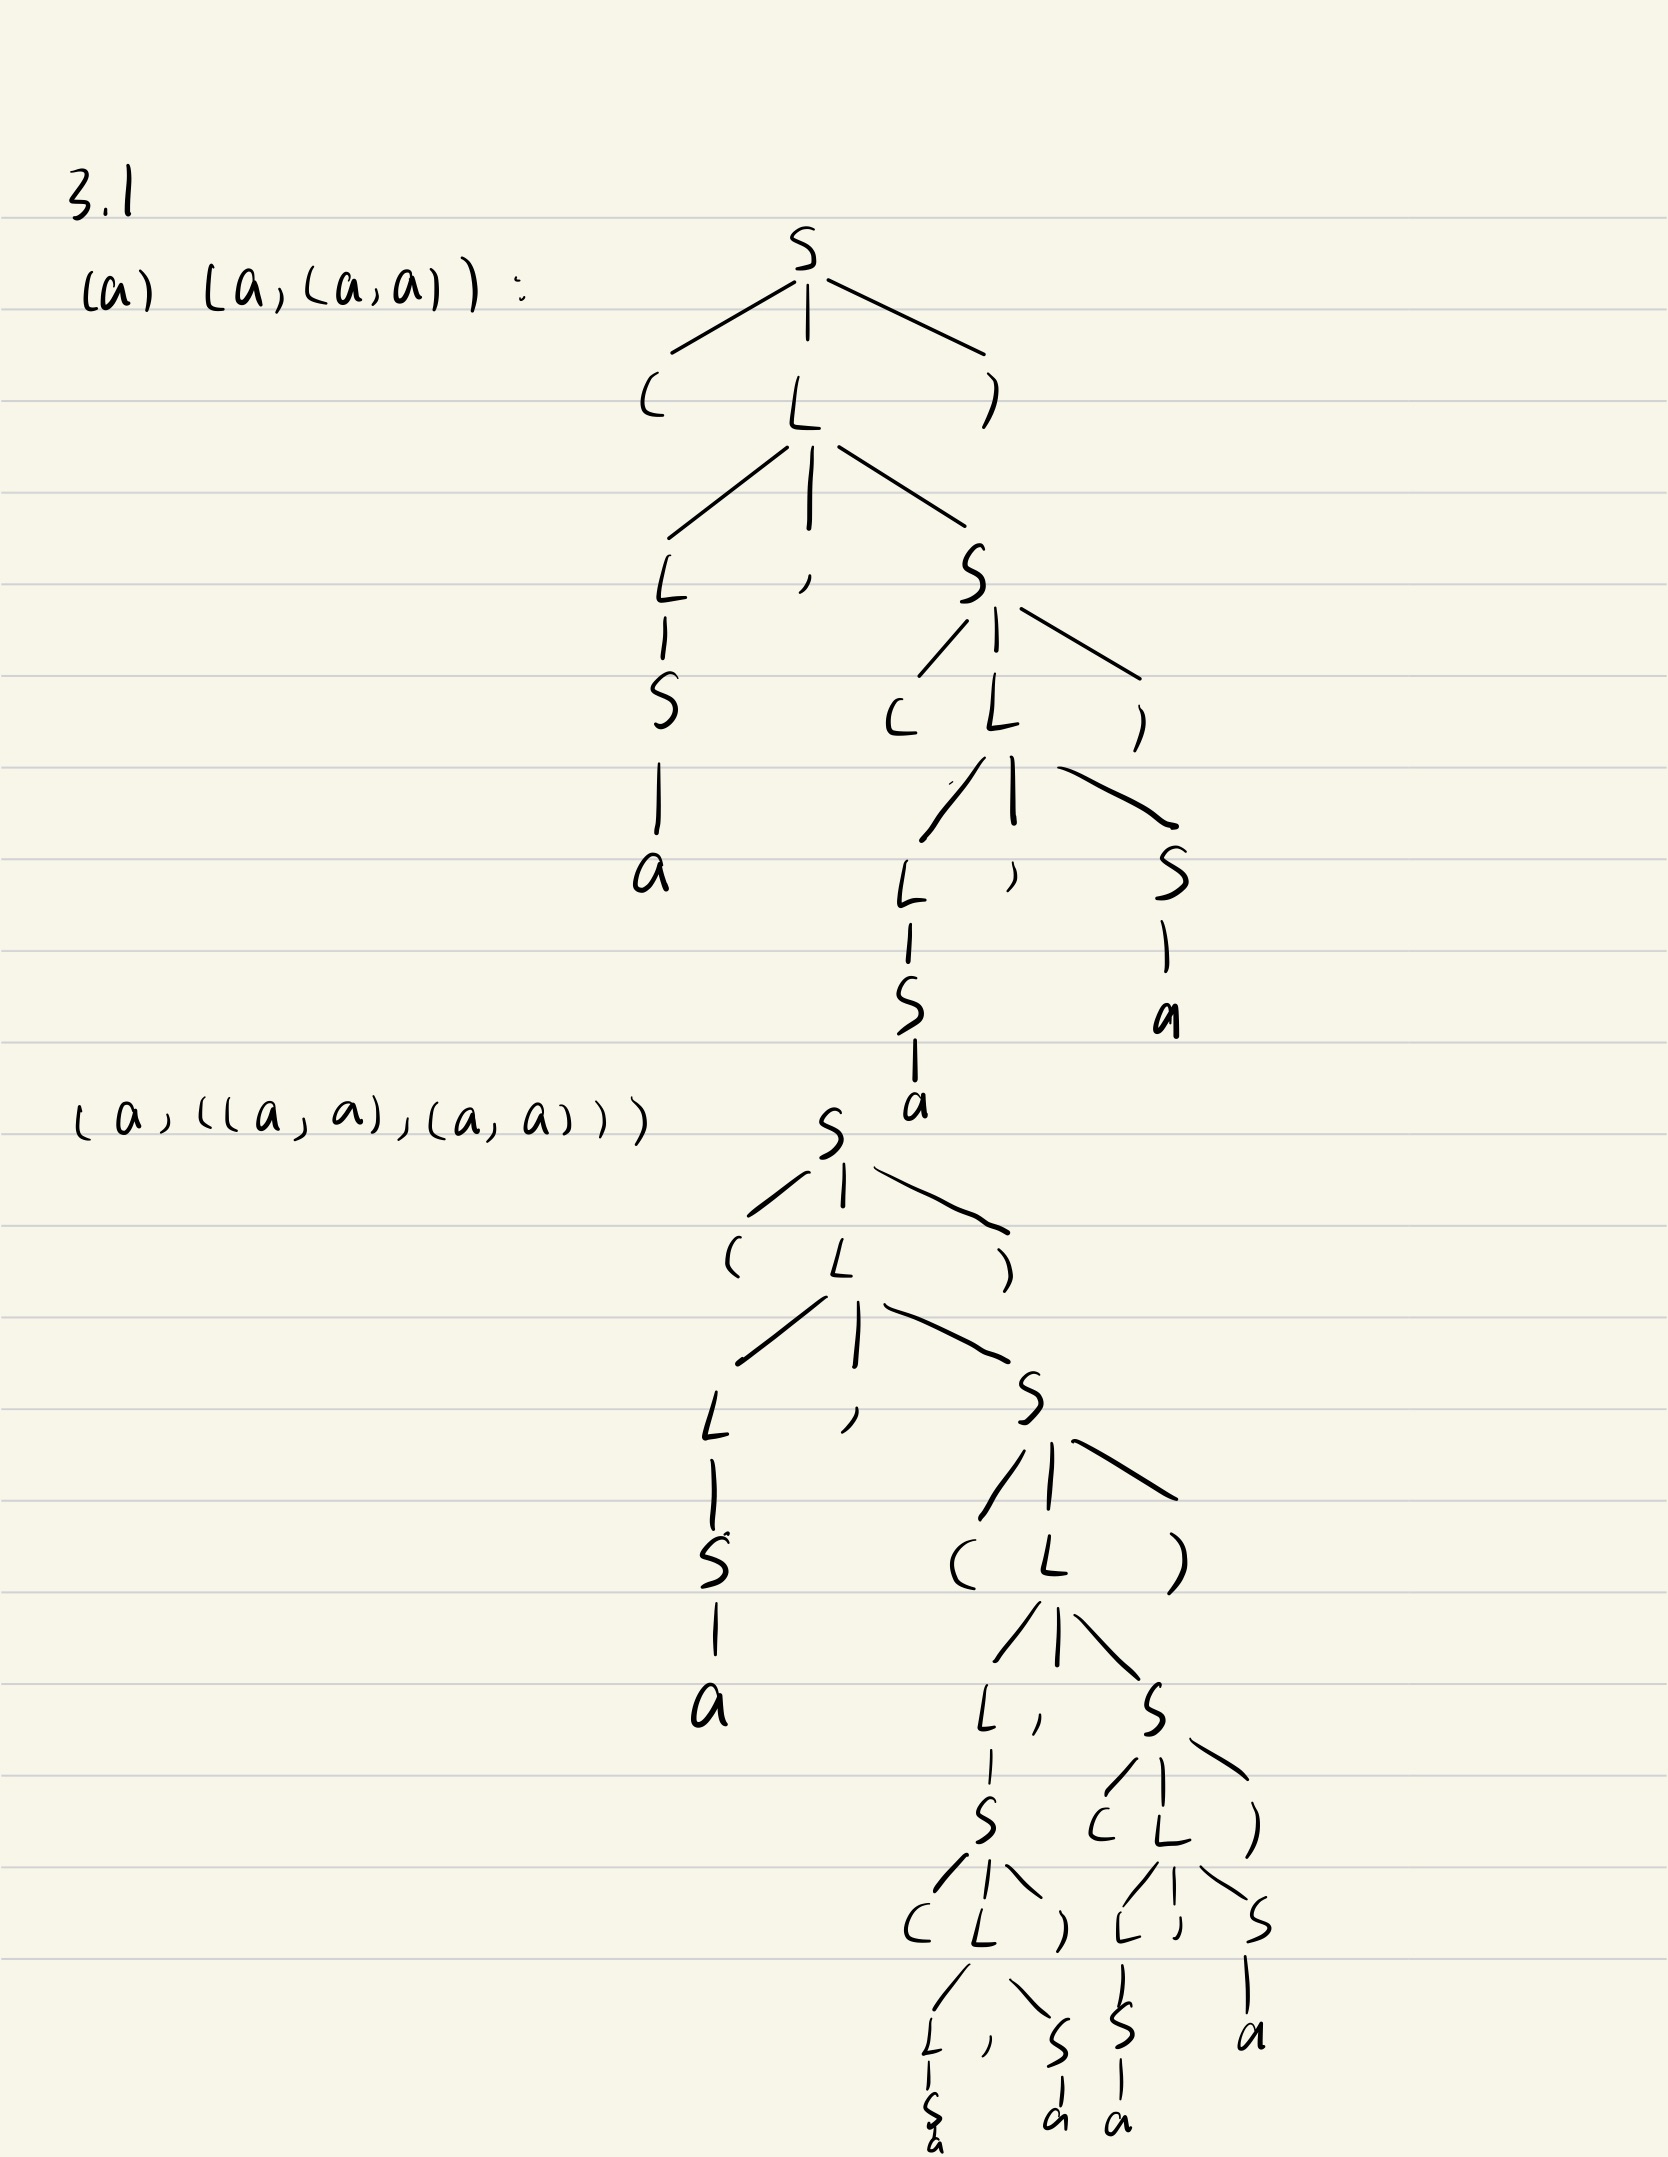 3.1
S
(a) (a,(a,a)) :
( L )
L , S
S ( L )
a L , S
S a
a
(a,((a,a),(a,a)))
S
( L )
L , S
S ( L )
a L , S
S ( L )
( L ) L , S
L , S S a
S a a
a